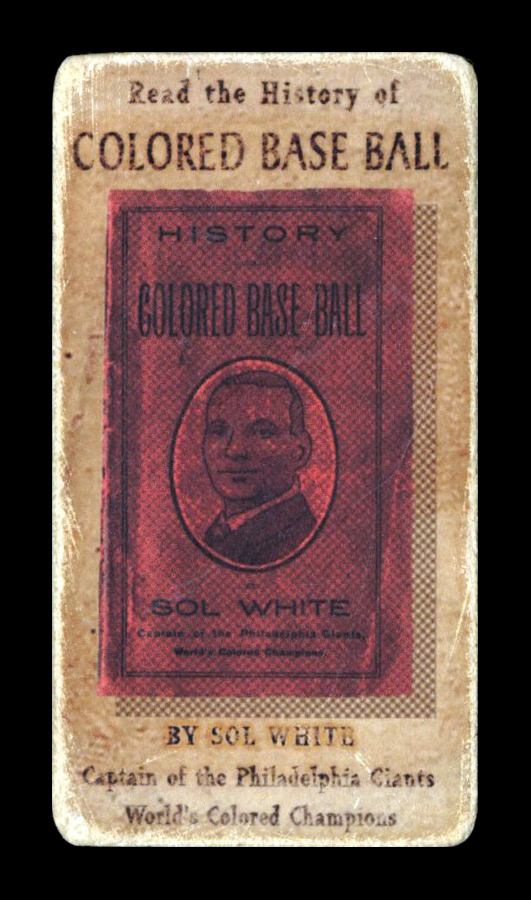 Read the History of
COLORED BASE BALL
HISTORY
COLORED BASE BALL
SOL WHITE
Captain of the Philadelphia Giants,
World's Colored Champions.
BY SOL WHITE
Captain of the Philadelphia Giants
World's Colored Champions